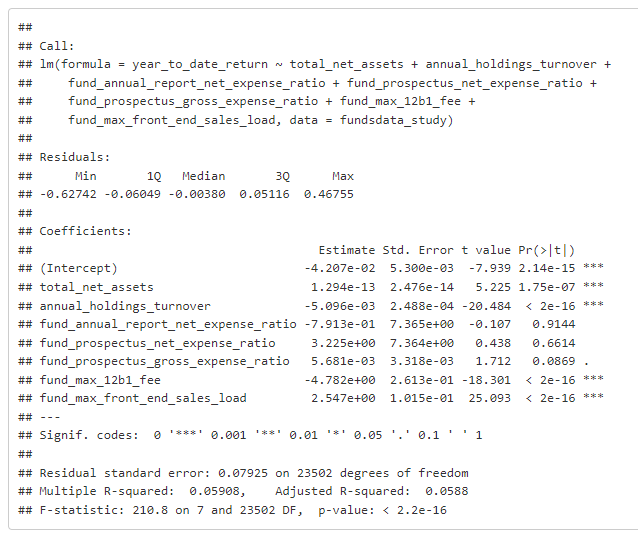 ##
## Call:
## lm(formula = year_to_date_return ~ total_net_assets + annual_holdings_turnover +
##     fund_annual_report_net_expense_ratio + fund_prospectus_net_expense_ratio +
##     fund_prospectus_gross_expense_ratio + fund_max_12b1_fee +
##     fund_max_front_end_sales_load, data = fundsdata_study)
##
## Residuals:
##      Min       1Q   Median       3Q      Max
## -0.62742 -0.06049 -0.00380  0.05116  0.46755
##
## Coefficients:
##                                        Estimate Std. Error t value Pr(>|t|)
## (Intercept)                          -4.207e-02  5.300e-03  -7.939 2.14e-15 ***
## total_net_assets                      1.294e-13  2.476e-14   5.225 1.75e-07 ***
## annual_holdings_turnover             -5.096e-03  2.488e-04 -20.484  < 2e-16 ***
## fund_annual_report_net_expense_ratio -7.913e-01  7.365e+00  -0.107   0.9144
## fund_prospectus_net_expense_ratio     3.225e+00  7.364e+00   0.438   0.6614
## fund_prospectus_gross_expense_ratio   5.681e-03  3.318e-03   1.712   0.0869 .
## fund_max_12b1_fee                    -4.782e+00  2.613e-01 -18.301  < 2e-16 ***
## fund_max_front_end_sales_load         2.547e+00  1.015e-01  25.093  < 2e-16 ***
## ---
## Signif. codes:  0 '***' 0.001 '**' 0.01 '*' 0.05 '.' 0.1 ' ' 1
##
## Residual standard error: 0.07925 on 23502 degrees of freedom
## Multiple R-squared:  0.05908,    Adjusted R-squared:  0.0588
## F-statistic: 210.8 on 7 and 23502 DF,  p-value: < 2.2e-16